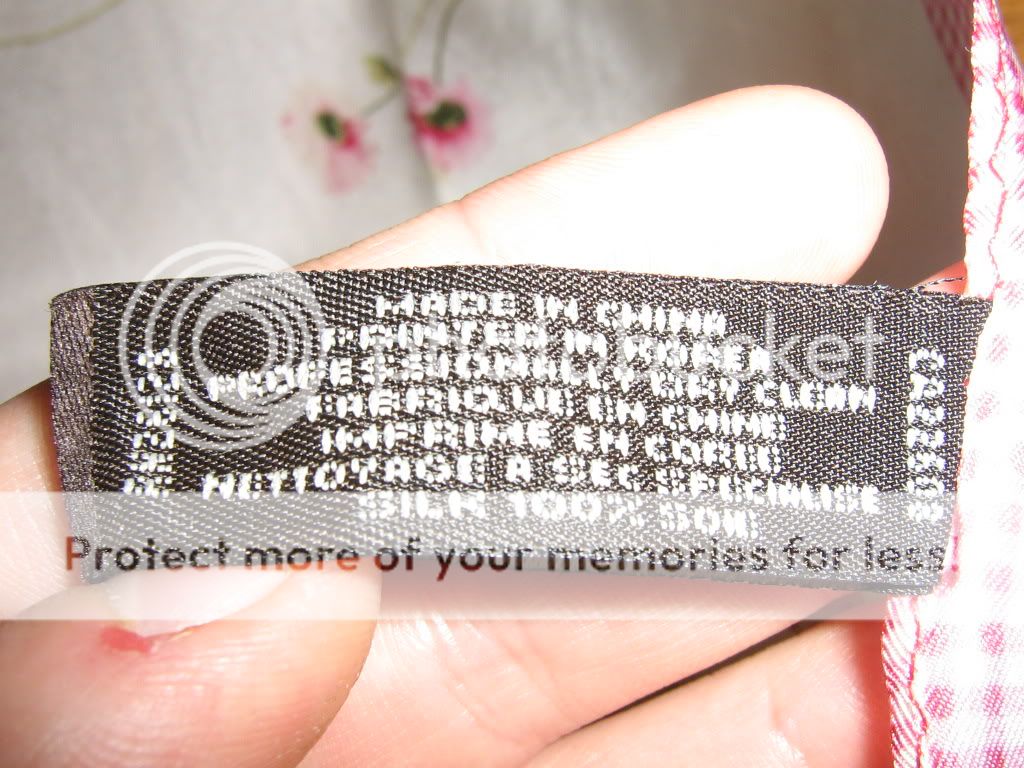 MADE IN CHINA
PRINTED IN KOREA
PROFESSIONALLY DRY CLEAN
FABRIQUE EN CHINE
IMPRIME EN COREE
NETTOYAGE A SEC
SILK 100% SOIE
photobucket
Protect more of your memories for less!